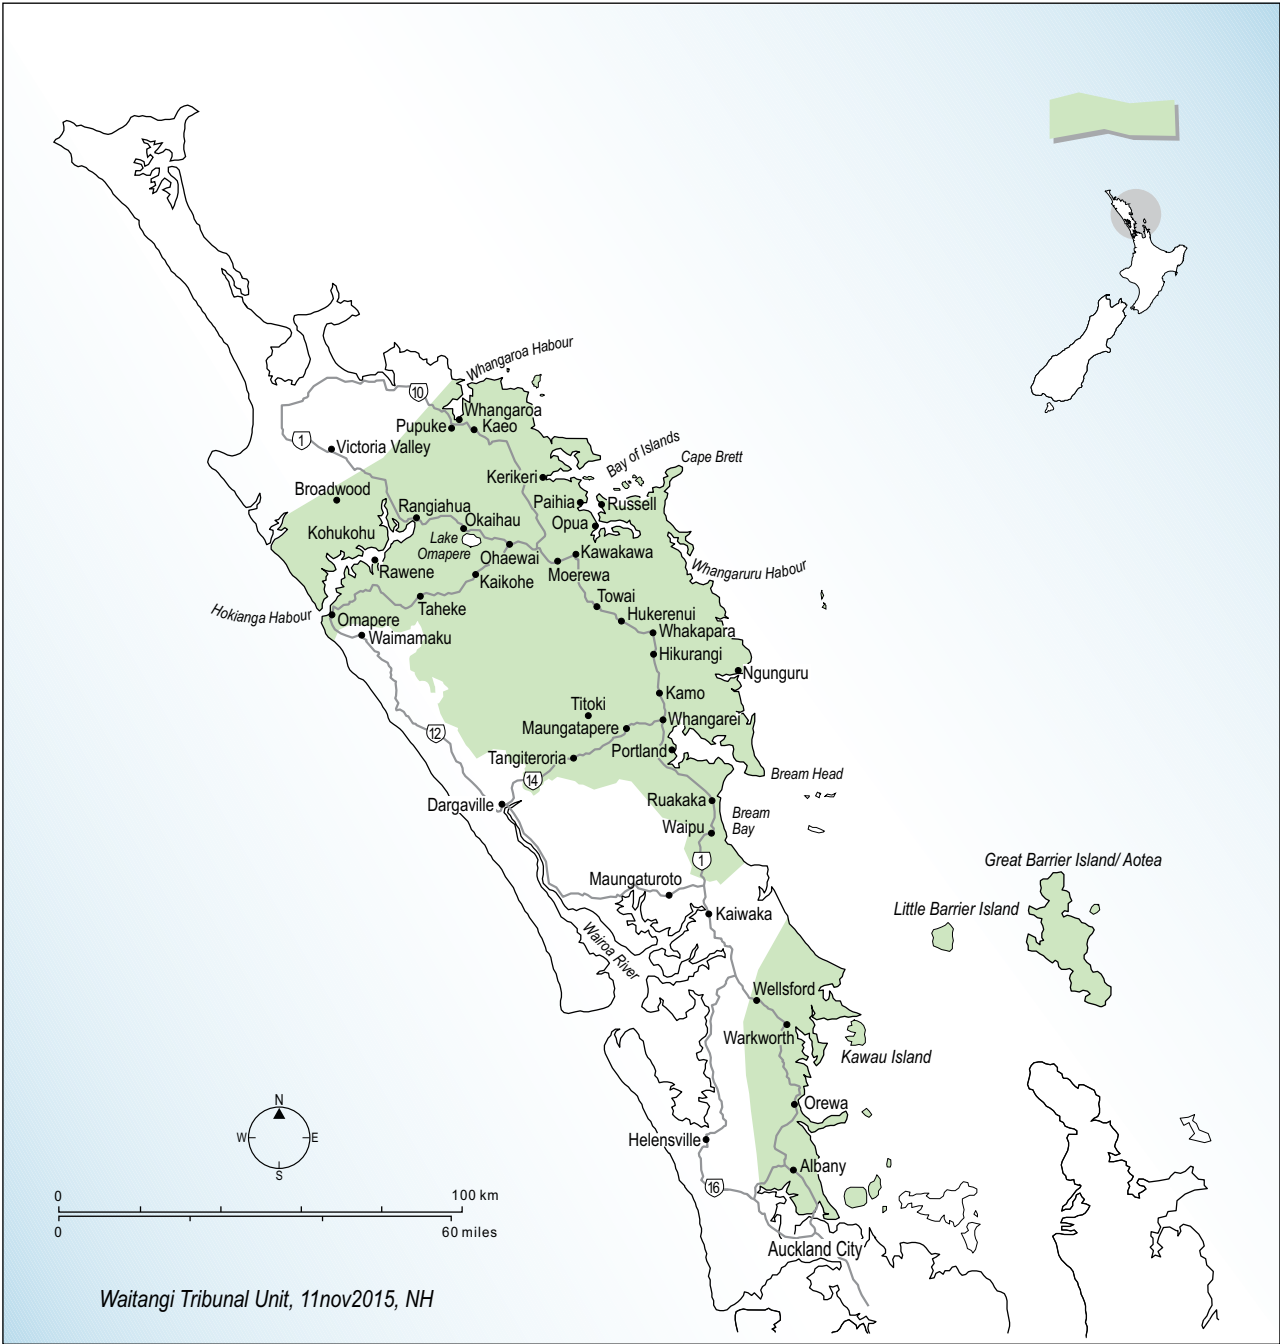 Whangaroa Habour
10
Whangaroa
Pupuke
Kaeo
1
Victoria Valley
Bay of Islands
Cape Brett
Kerikeri
Broadwood
Paihia
Russell
Rangiahua
Okaihau
Opua
Kohukohu
Lake
Omapere
Ohaewai
Kawakawa
Moerewa
Rawene
Kaikohe
Whangaruru Habour
Towai
Taheke
Hokianga Habour
Omapere
Hukerenui
Whakapara
Waimamaku
Hikurangi
Ngunguru
Kamo
Titoki
Whangarei
Maungatapere
12
Portland
Tangiteroria
14
Bream Head
Dargaville
Ruakaka
Bream
Bay
Waipu
1
Great Barrier Island/ Aotea
Maungaturoto
Little Barrier Island
Kaiwaka
Wairoa River
Wellsford
Warkworth
Kawau Island
N
W
E
S
Orewa
Helensville
Albany
16
0
100 km
0
60 miles
Auckland City
Waitangi Tribunal Unit, 11nov2015, NH